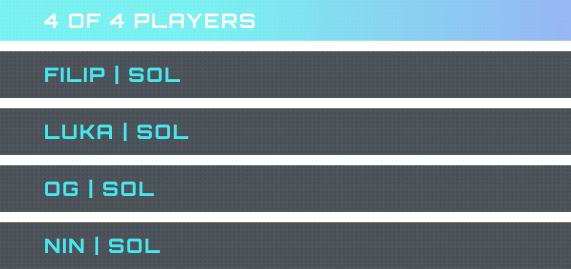 4 OF 4 PLAYERS
FILIP | SOL
LUKA | SOL
OG | SOL
NIN | SOL